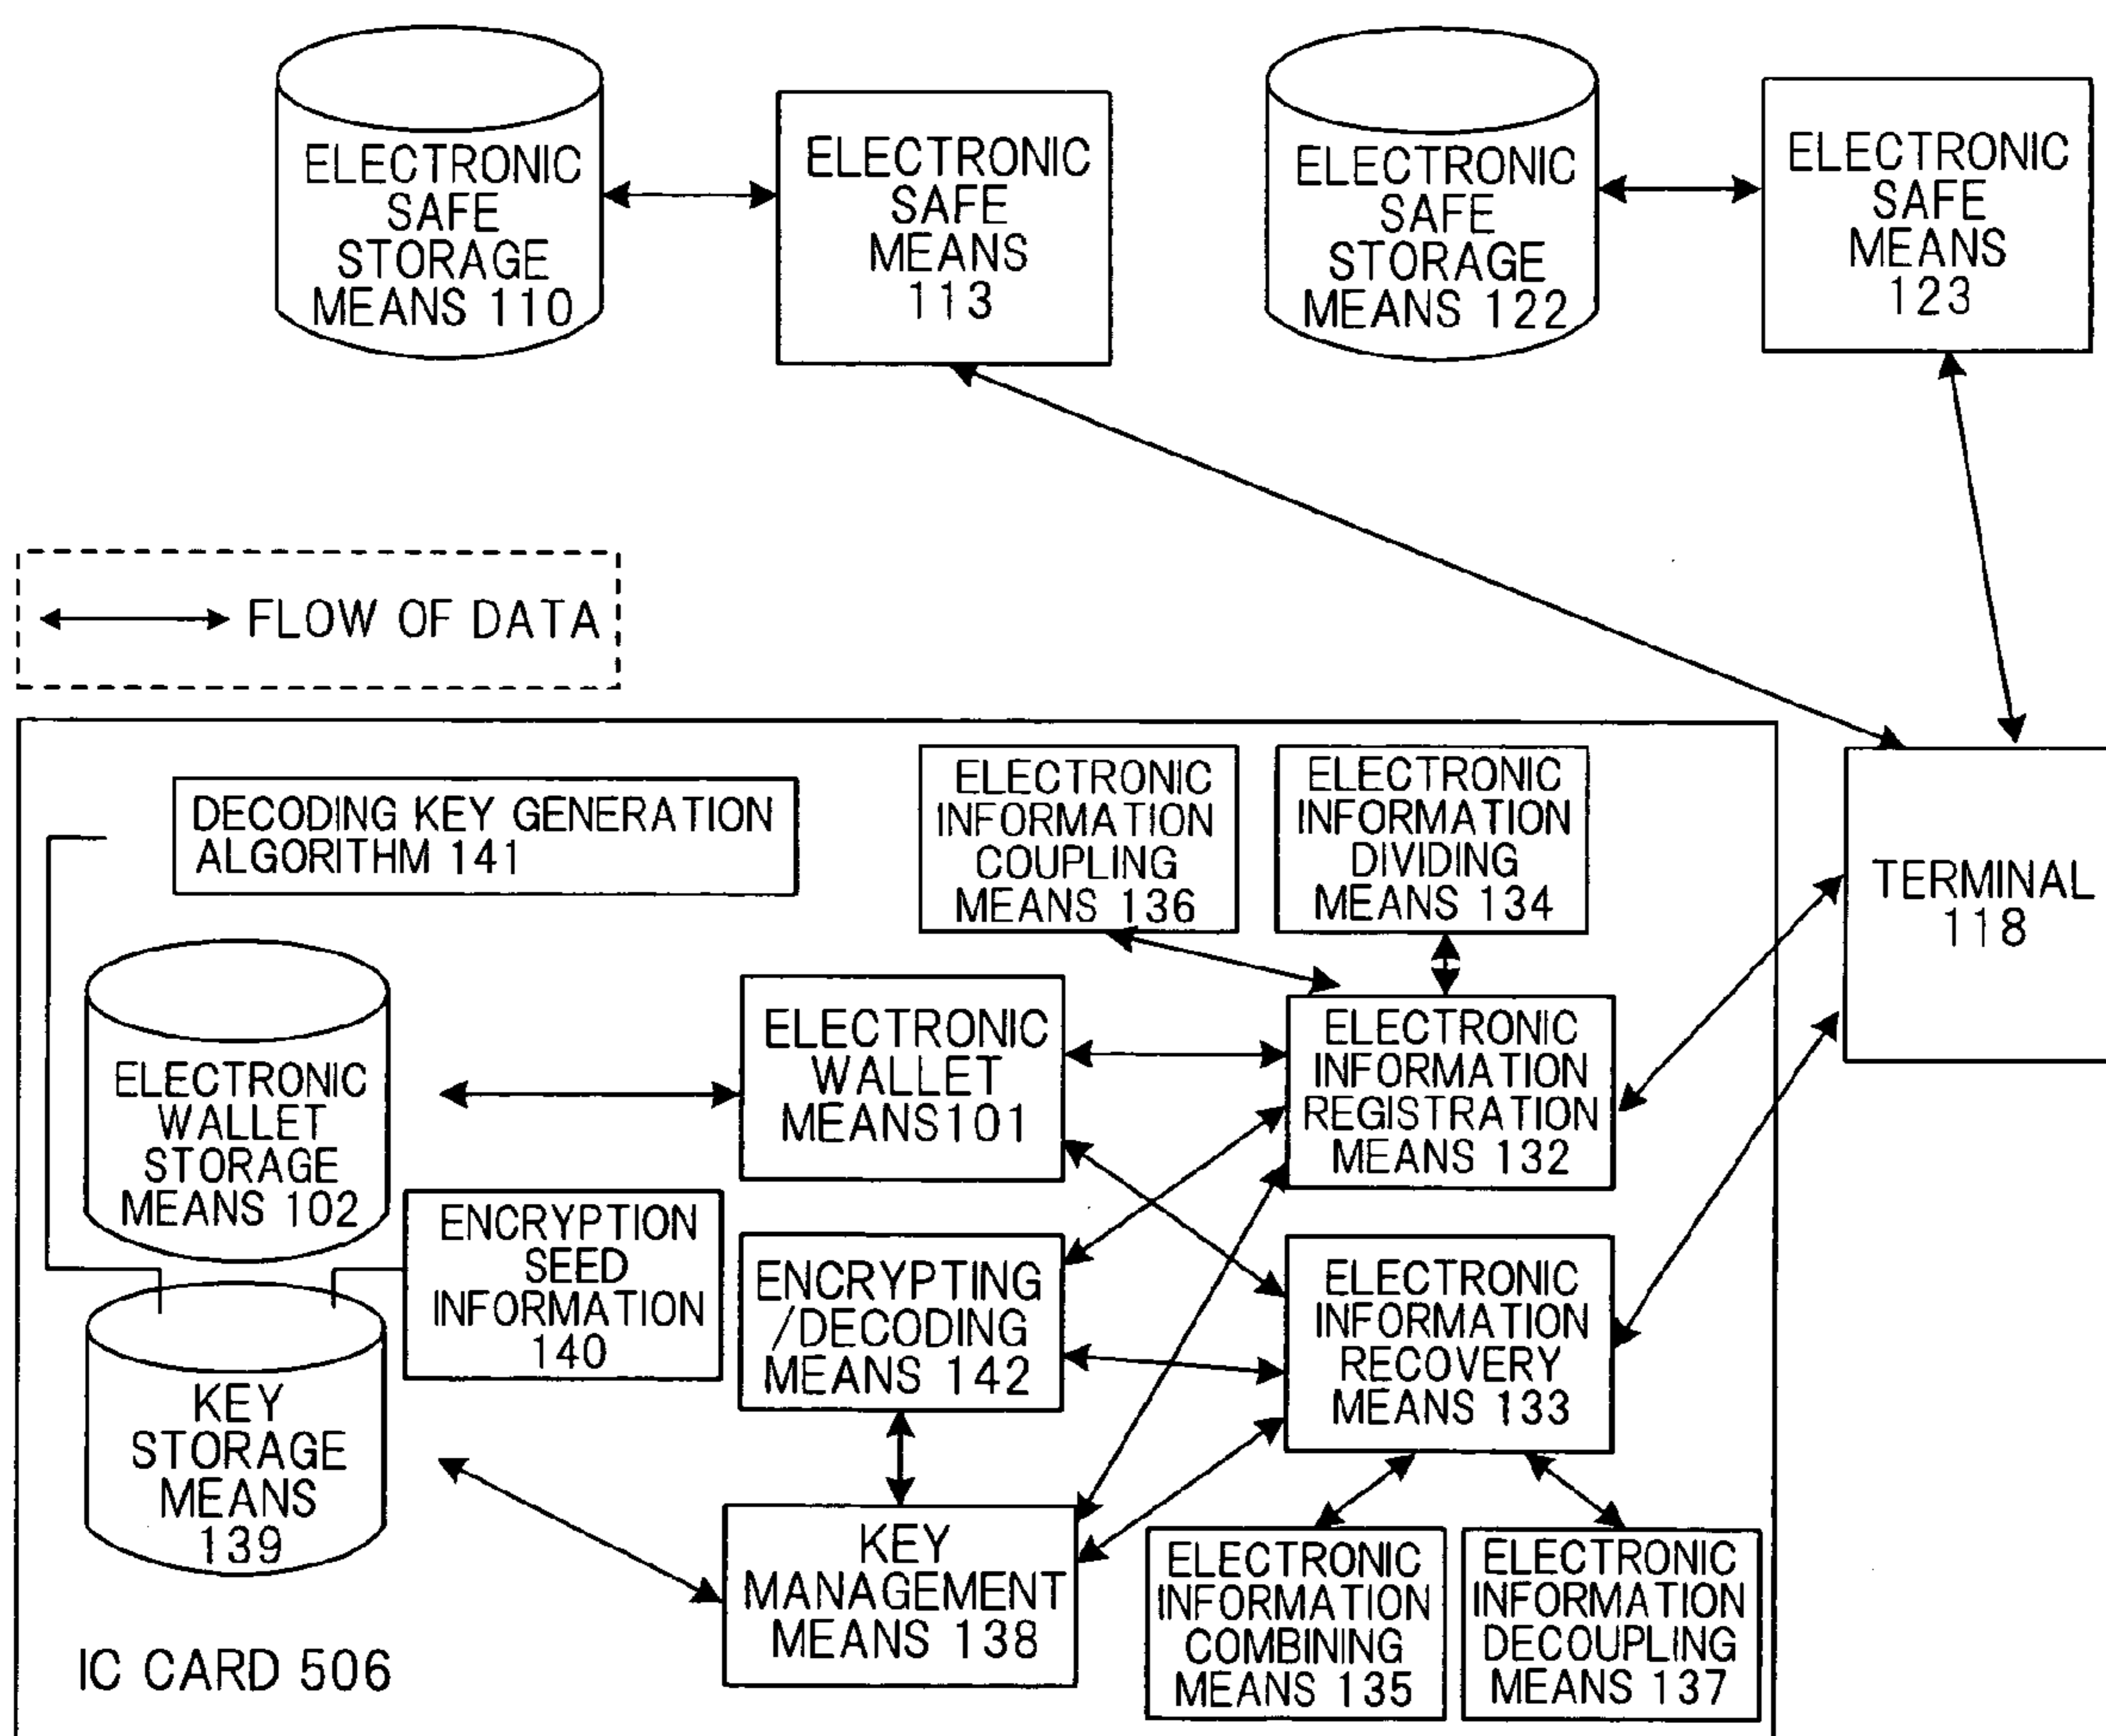 ELECTRONIC
SAFE
STORAGE
MEANS 110
ELECTRONIC
SAFE
MEANS
113
ELECTRONIC
SAFE
STORAGE
MEANS 122
ELECTRONIC
SAFE
MEANS
123
FLOW OF DATA
DECODING KEY GENERATION
ALGORITHM 141
ELECTRONIC
INFORMATION
COUPLING
MEANS 136
ELECTRONIC
INFORMATION
DIVIDING
MEANS 134
TERMINAL
118
ELECTRONIC
WALLET
STORAGE
MEANS 102
ELECTRONIC
WALLET
MEANS101
ELECTRONIC
INFORMATION
REGISTRATION
MEANS 132
ENCRYPTION
SEED
INFORMATION
140
ENCRYPTING
/DECODING
MEANS 142
ELECTRONIC
INFORMATION
RECOVERY
MEANS 133
KEY
STORAGE
MEANS
139
KEY
MANAGEMENT
MEANS 138
ELECTRONIC
INFORMATION
COMBINING
MEANS 135
ELECTRONIC
INFORMATION
DECOUPLING
MEANS 137
IC CARD 506